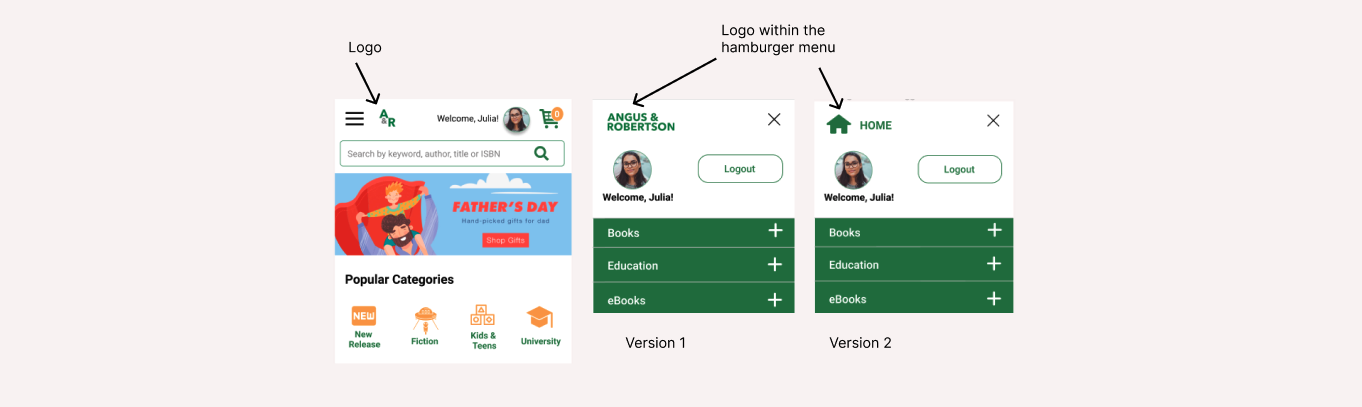 Logo
Logo within the
hamburger menu
A
&
R
Welcome, Julia!
0
Search by keyword, author, title or ISBN
FATHER'S DAY
Hand-picked gifts for dad
Shop Gifts
Popular Categories
NEW
New
Release
Fiction
Kids &
Teens
University
ANGUS &
ROBERTSON
Logout
Welcome, Julia!
Books
Education
eBooks
Version 1
HOME
Logout
Welcome, Julia!
Books
Education
eBooks
Version 2